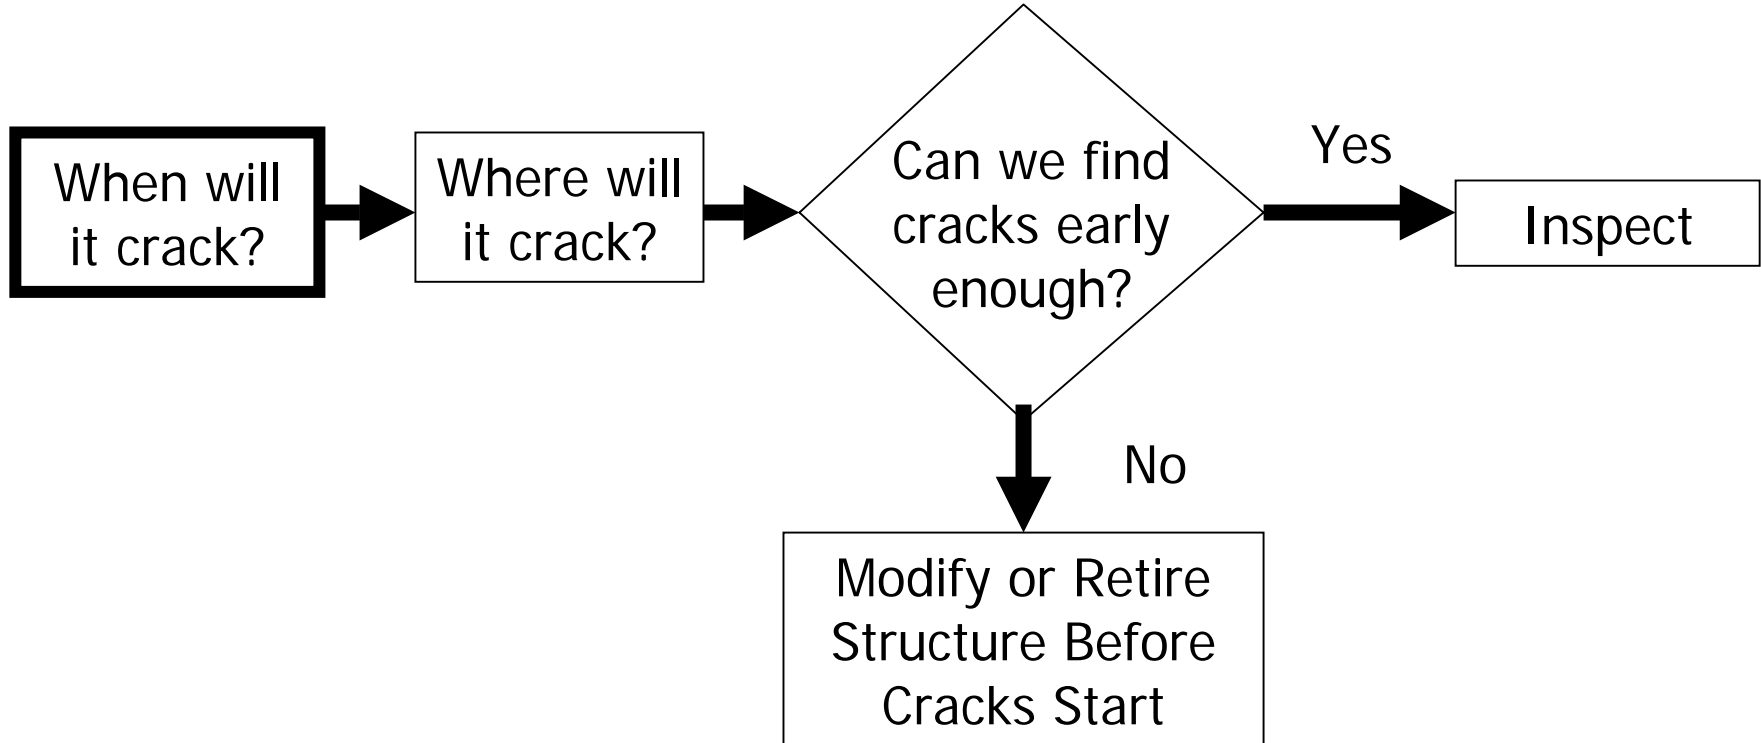 When will
it crack?
Where will
it crack?
Can we find
cracks early
enough?
Yes
Inspect
No
Modify or Retire
Structure Before
Cracks Start